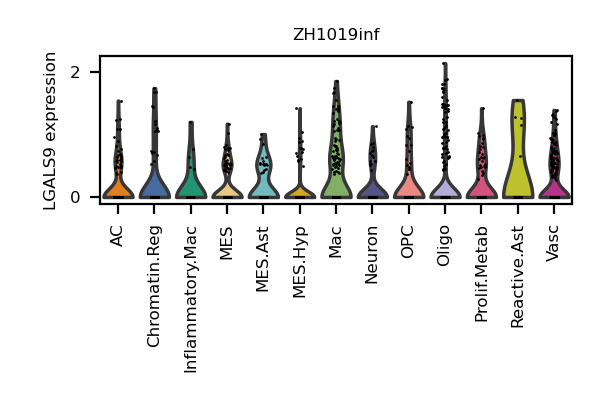 ZH1019inf
LGALS9 expression
2
0
AC
Chromatin.Reg
Inflammatory.Mac
MES
MES.Ast
MES.Hyp
Mac
Neuron
OPC
Oligo
Prolif.Metab
Reactive.Ast
Vasc